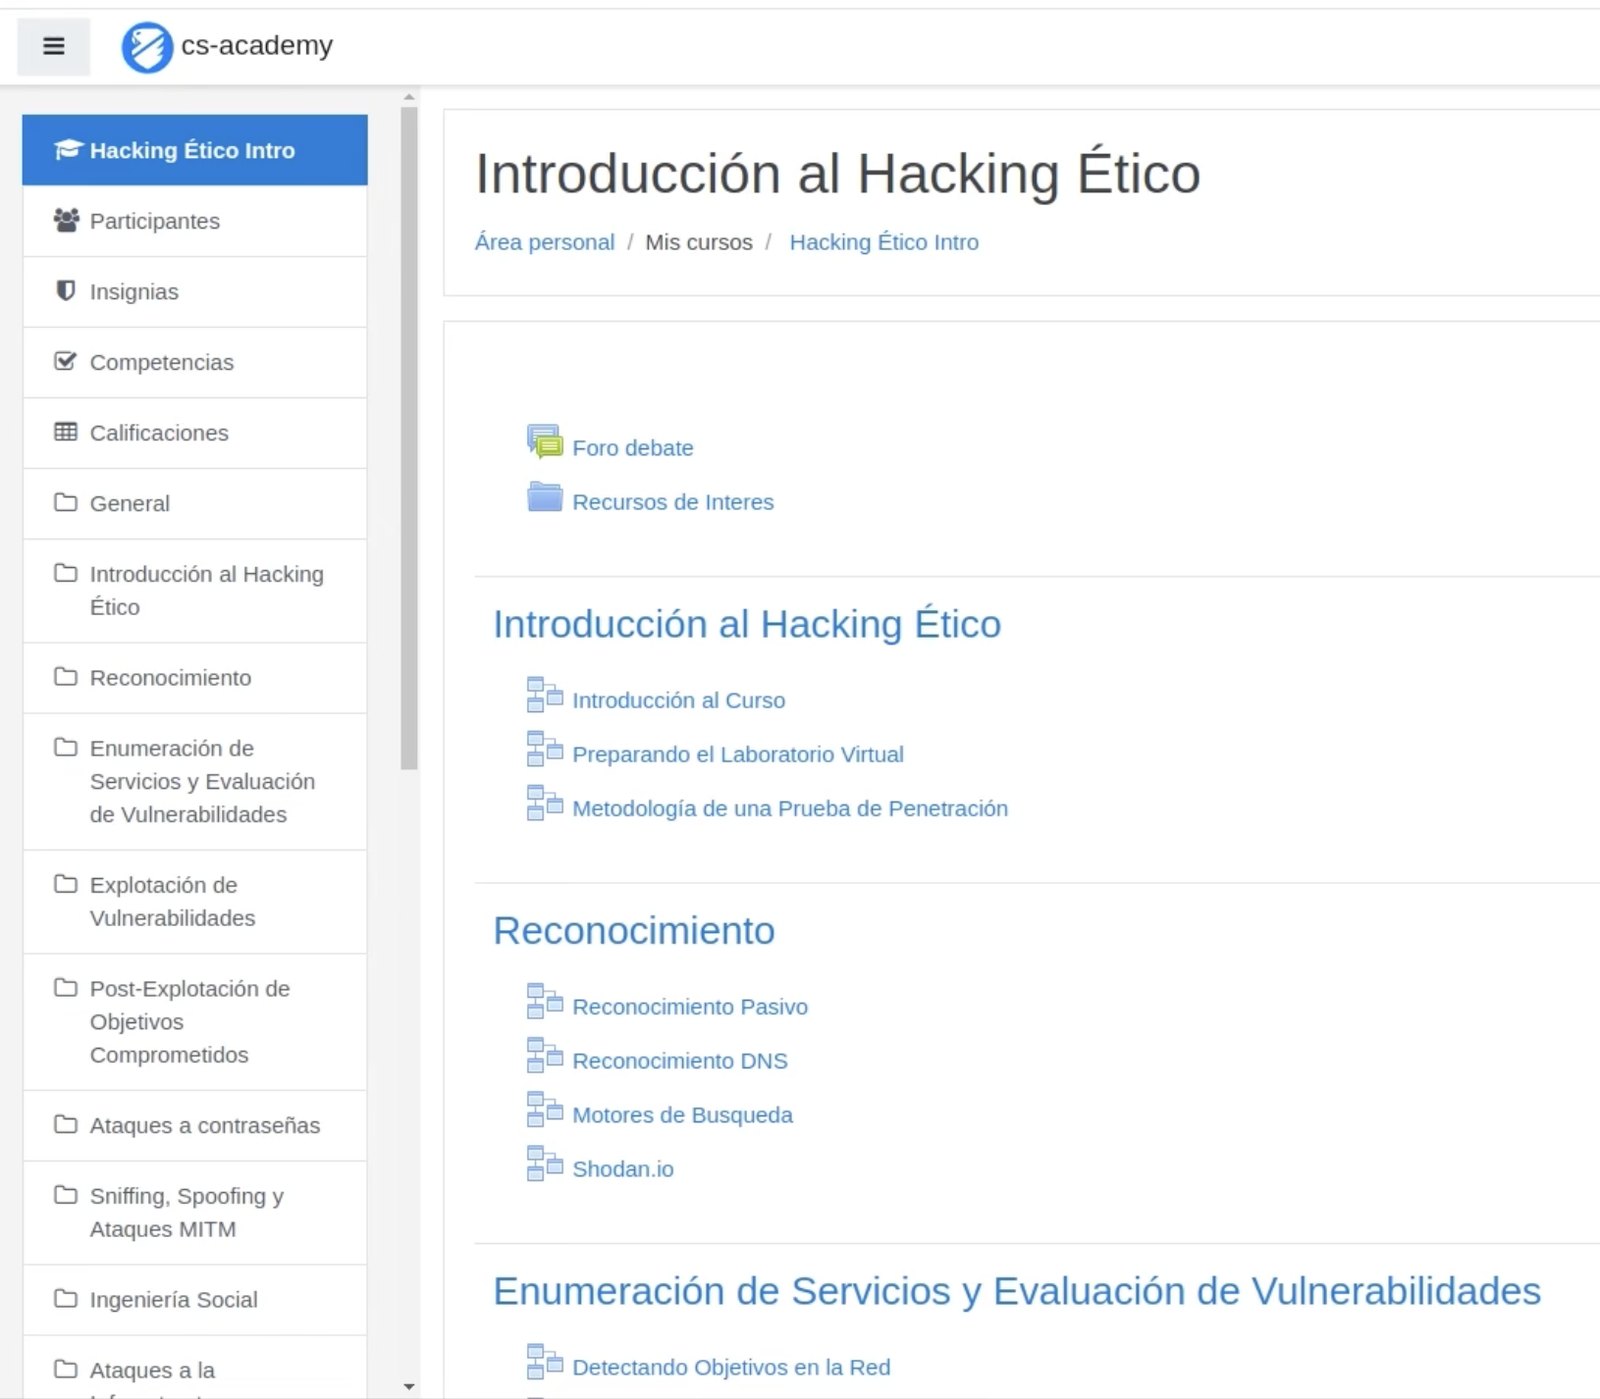 cs-academy
Hacking Ético Intro
Participantes
Insignias
Competencias
Calificaciones
General
Introducción al Hacking
Ético
Reconocimiento
Enumeración de
Servicios y Evaluación
de Vulnerabilidades
Explotación de
Vulnerabilidades
Post-Explotación de
Objetivos
Comprometidos
Ataques a contraseñas
Sniffing, Spoofing y
Ataques MITM
Ingeniería Social
Ataques a la
Introducción al Hacking Ético
Área personal / Mis cursos / Hacking Ético Intro
Foro debate
Recursos de Interes
Introducción al Hacking Ético
Introducción al Curso
Preparando el Laboratorio Virtual
Metodología de una Prueba de Penetración
Reconocimiento
Reconocimiento Pasivo
Reconocimiento DNS
Motores de Busqueda
Shodan.io
Enumeración de Servicios y Evaluación de Vulnerabilidades
Detectando Objetivos en la Red